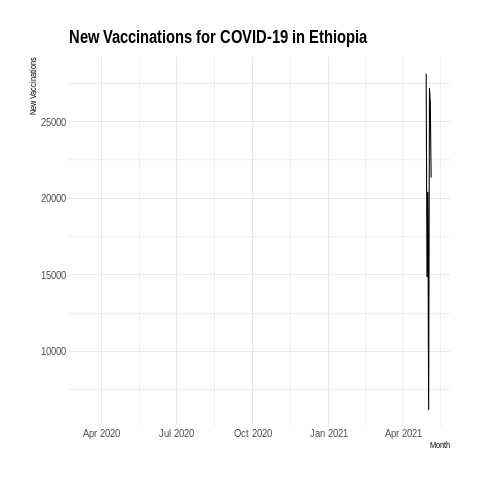 New Vaccinations for COVID-19 in Ethiopia
New Vaccinations
25000
20000
15000
10000
Apr 2020 Jul 2020 Oct 2020 Jan 2021 Apr 2021
Month